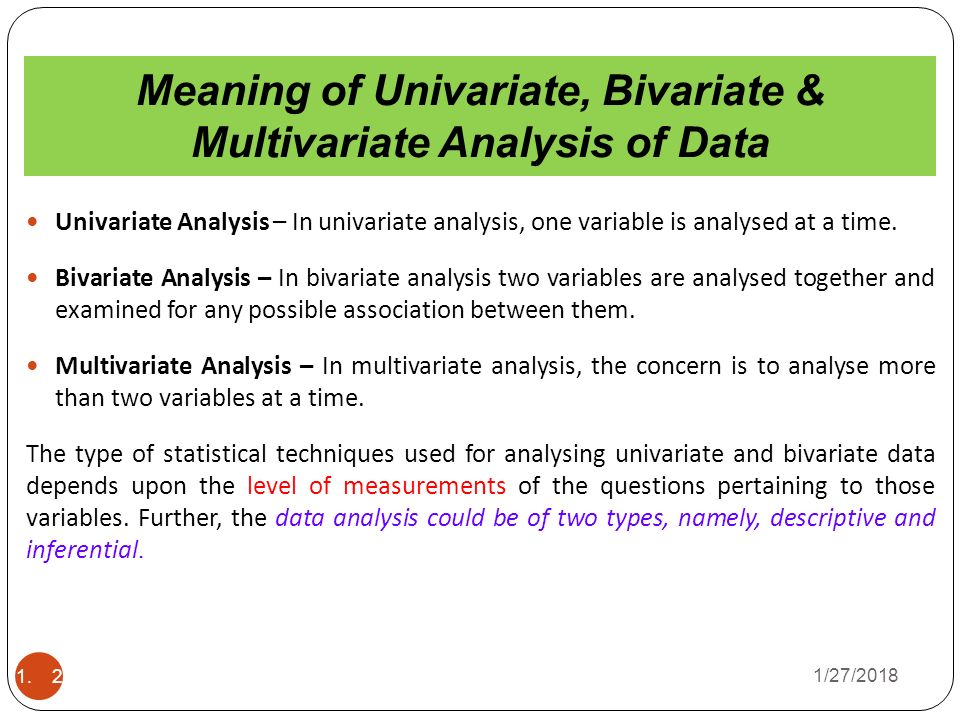 Meaning of Univariate, Bivariate &
Multivariate Analysis of Data
• Univariate Analysis – In univariate analysis, one variable is analysed at a time.
• Bivariate Analysis – In bivariate analysis two variables are analysed together and
examined for any possible association between them.
• Multivariate Analysis – In multivariate analysis, the concern is to analyse more
than two variables at a time.
The type of statistical techniques used for analysing univariate and bivariate data
depends upon the level of measurements of the questions pertaining to those
variables. Further, the data analysis could be of two types, namely, descriptive and
inferential.
1. 2
1/27/2018